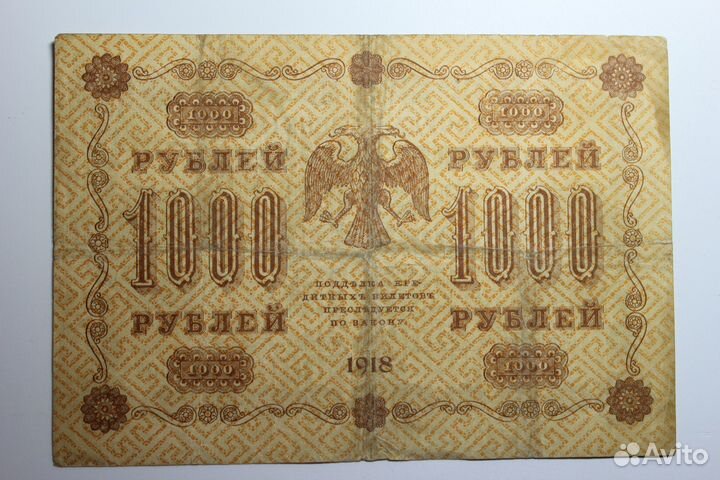 1000 1000
РУБЛЕЙ РУБЛЕЙ
1000 1000
ПОДДѢЛКА КРЕ-
ДИТНЫХЪ БИЛЕТОВЪ
ПРЕСЛѢДУЕТСЯ
ПО ЗАКОНУ.
РУБЛЕЙ РУБЛЕЙ
1918
1000 1000
Avito